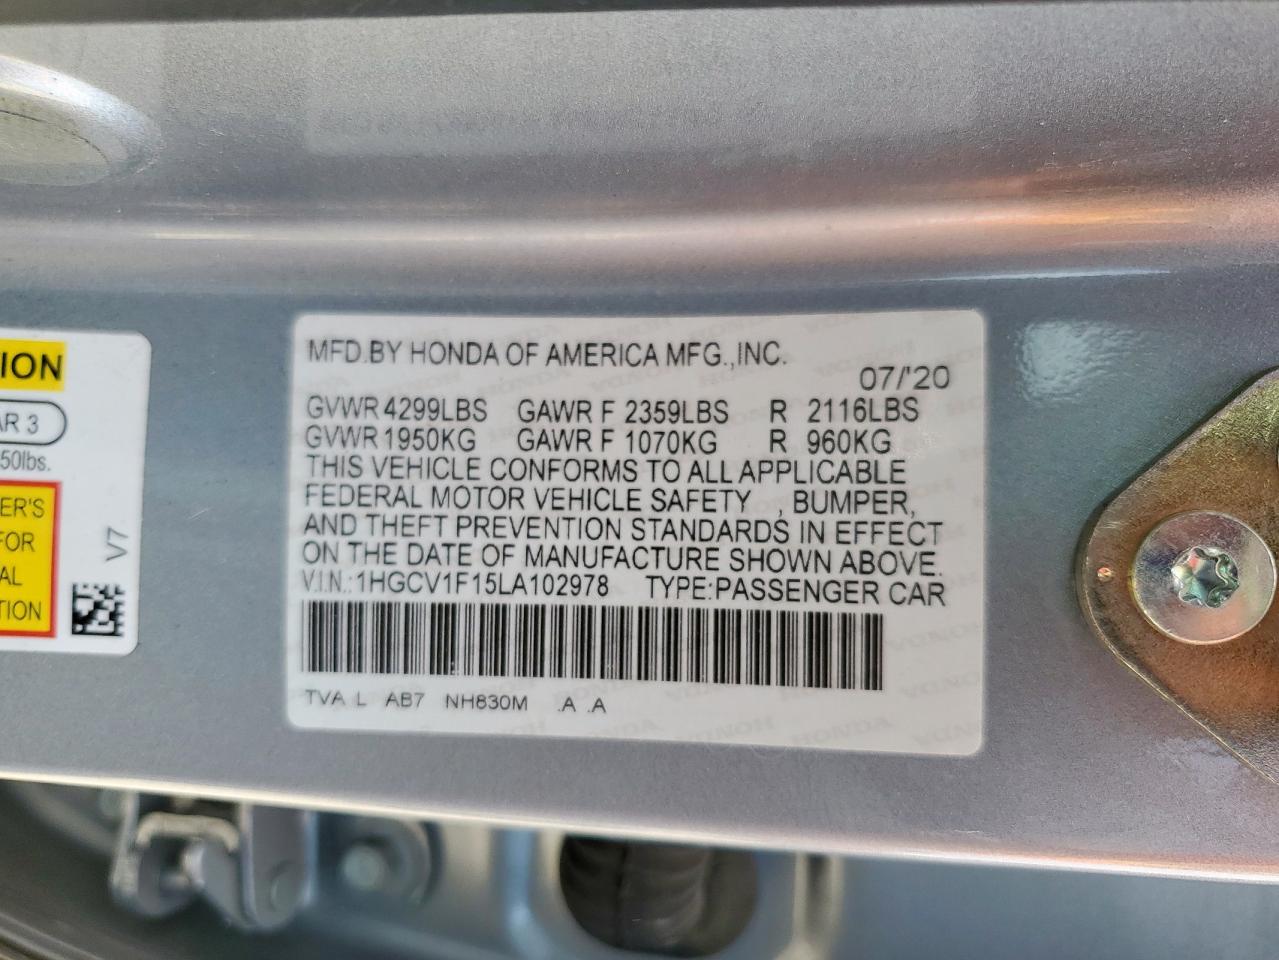 MFD.BY HONDA OF AMERICA MFG.,INC.
07/'20
GVWR 4299LBS GAWR F 2359LBS R 2116LBS
GVWR 1950KG GAWR F 1070KG R 960KG
THIS VEHICLE CONFORMS TO ALL APPLICABLE
FEDERAL MOTOR VEHICLE SAFETY , BUMPER,
AND THEFT PREVENTION STANDARDS IN EFFECT
ON THE DATE OF MANUFACTURE SHOWN ABOVE.
V.I.N.:1HGCV1F15LA102978 TYPE:PASSENGER CAR
TVA L AB7 NH830M .A .A
TION
AR 3
50lbs.
ER'S
FOR
AL
TION
V7